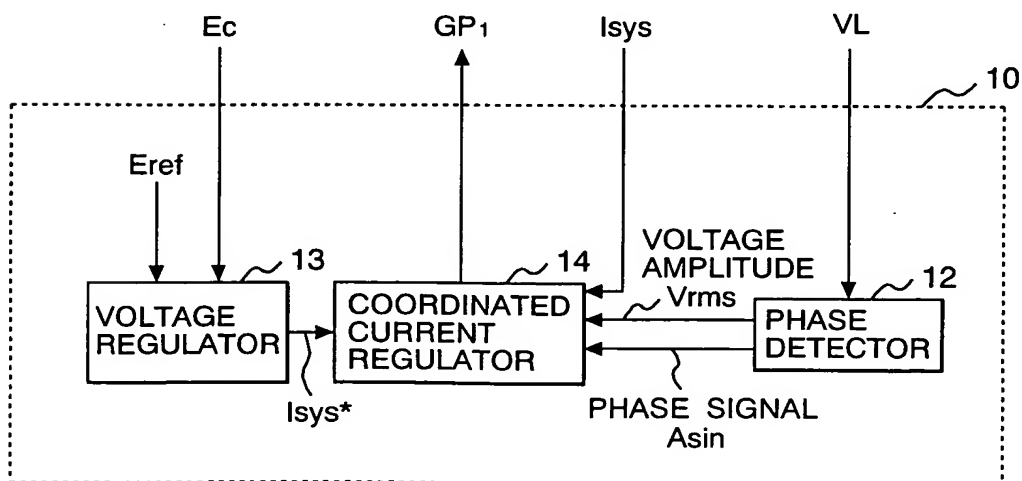 Ec
GP1
Isys
VL
10
Eref
13
14
VOLTAGE
AMPLITUDE
Vrms
12
VOLTAGE
REGULATOR
COORDINATED
CURRENT
REGULATOR
PHASE
DETECTOR
Isys*
PHASE SIGNAL
Asin